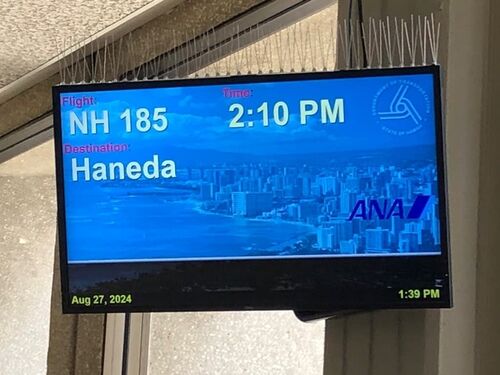 Flight:
NH 185
Time:
2:10 PM
Destination:
Haneda
ANA
Aug 27, 2024
1:39 PM